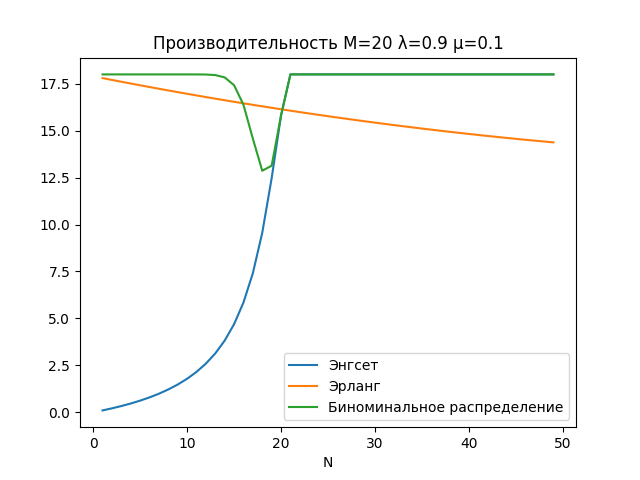 Производительность M=20 λ=0.9 μ=0.1
17.5
15.0
12.5
10.0
7.5
5.0
2.5
0.0
Энгсет
Эрланг
Биноминальное распределение
0 10 20 30 40 50
N